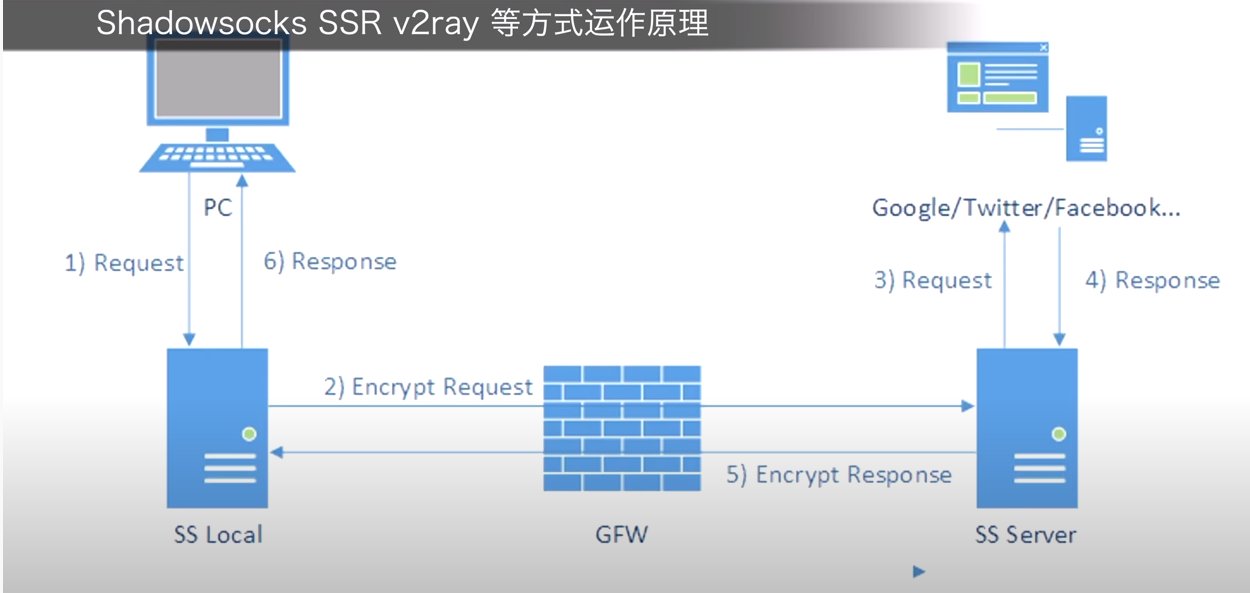 Shadowsocks SSR v2ray 等方式运作原理
PC
Google/Twitter/Facebook...
1) Request
6) Response
3) Request
4) Response
2) Encrypt Request
5) Encrypt Response
SS Local
GFW
SS Server